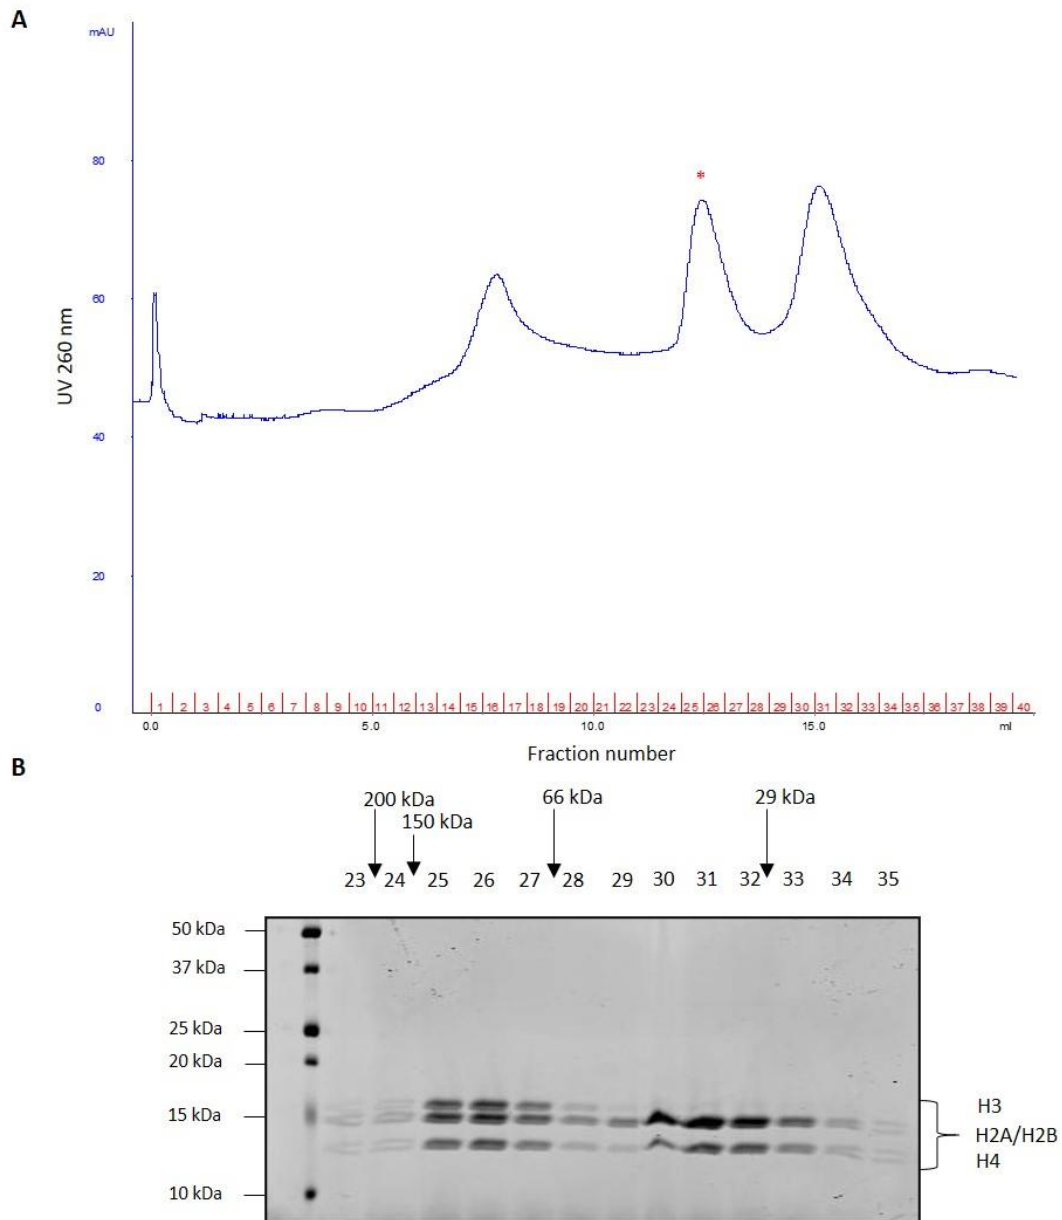 A
mAU
80
60
40
20
0
UV 260 nm
*
1 2 3 4 5 6 7 8 9 10 11 12 13 14 15 16 17 18 19 20 21 22 23 24 25 26 27 28 29 30 31 32 33 34 35 36 37 38 39 40
0.0 5.0 10.0 15.0 ml
Fraction number
B
200 kDa 66 kDa 29 kDa
150 kDa
23 24 25 26 27 28 29 30 31 32 33 34 35
50 kDa
37 kDa
25 kDa
20 kDa
15 kDa
10 kDa
H3
H2A/H2B
H4